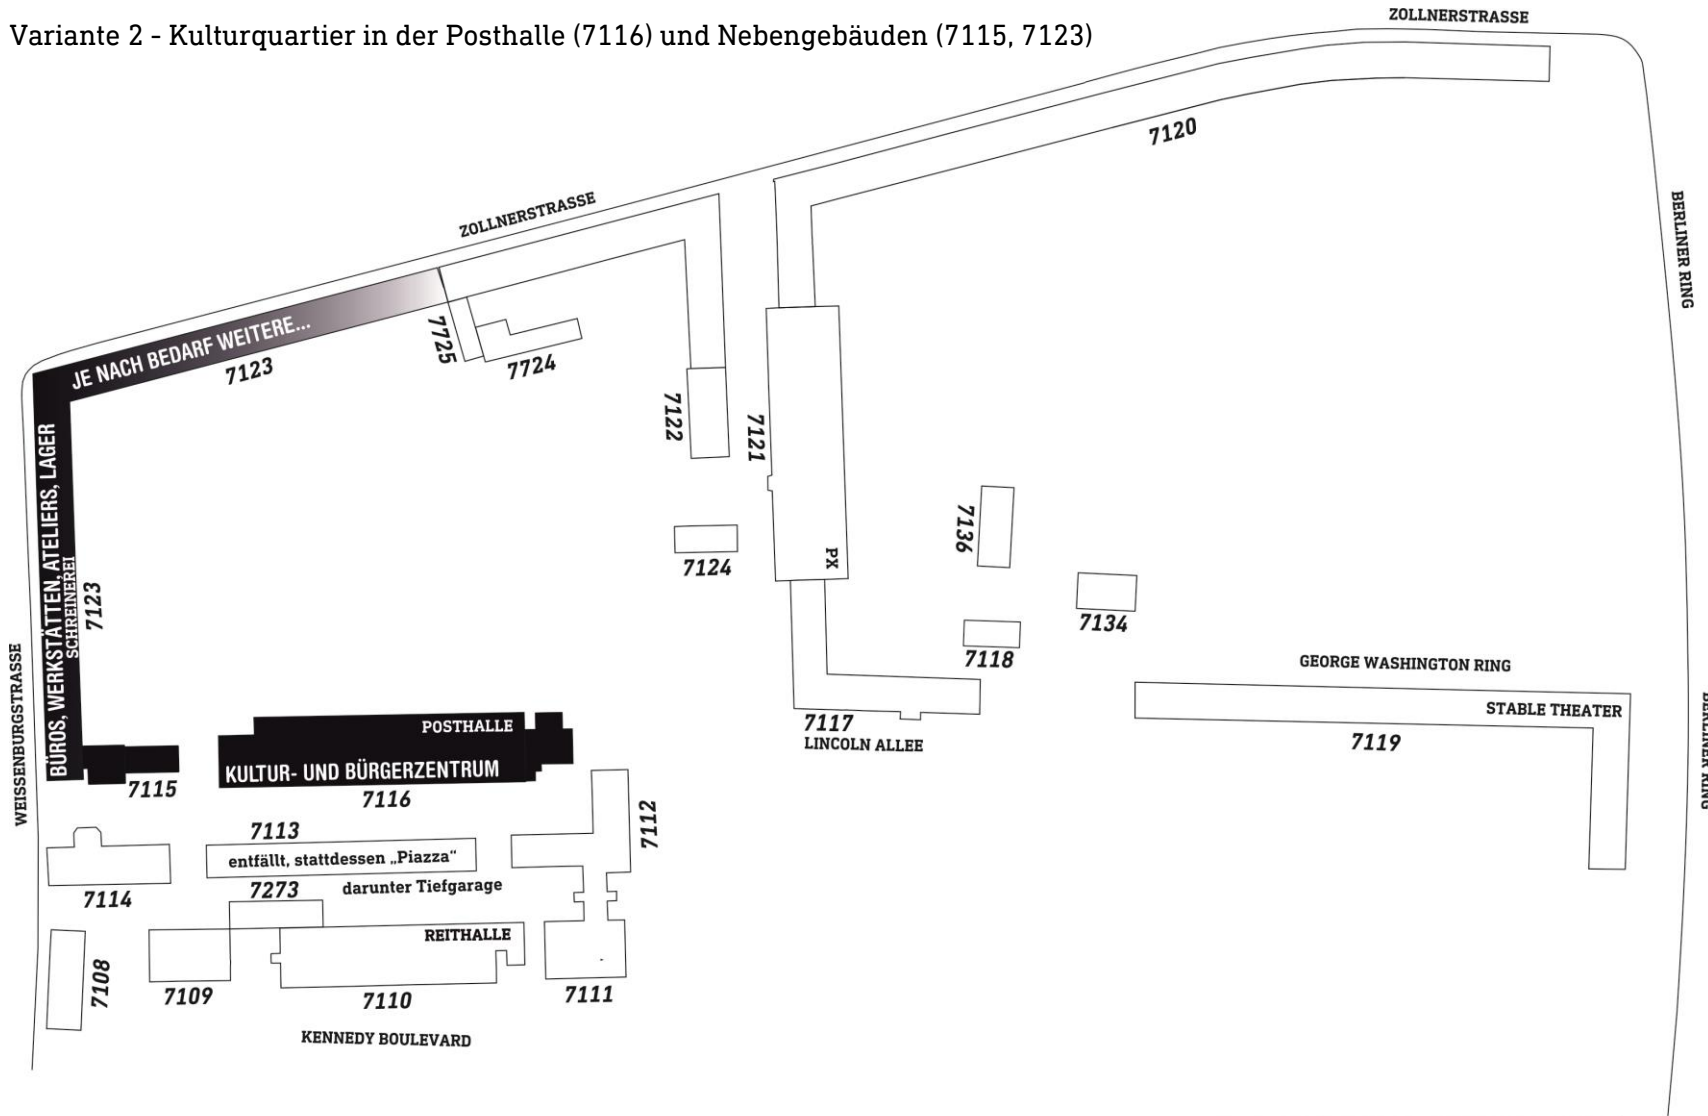 ZOLLNERSTRASSE
Variante 2 - Kulturquartier in der Posthalle (7116) und Nebengebäuden (7115, 7123)
7120
ZOLLNERSTRASSE
BERLINER RING
JE NACH BEDARF WEITERE...
7123
7725
7724
7122
7121
BÜROS, WERKSTÄTTEN, ATELIERS, LAGER
SCHREINEREI
7123
7124
PX
7136
7134
7118
WEISSENBURGSTRASSE
GEORGE WASHINGTON RING
STABLE THEATER
7119
BERLINER RING
7117
LINCOLN ALLEE
POSTHALLE
KULTUR- UND BÜRGERZENTRUM
7115
7116
7112
7113
entfällt, stattdessen „Piazza“
7273
darunter Tiefgarage
7114
REITHALLE
7108
7109
7110
7111
KENNEDY BOULEVARD